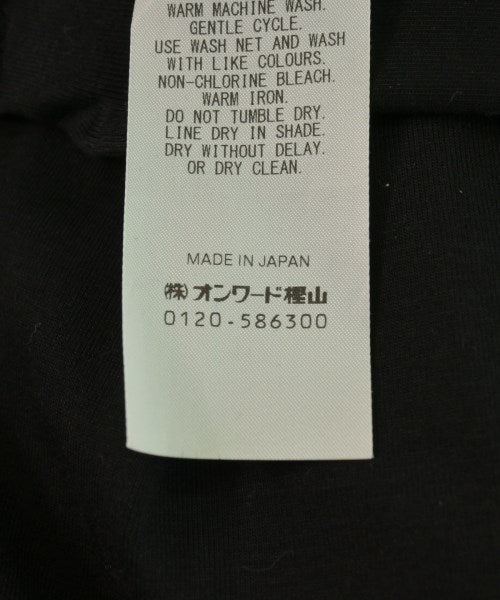 WARM MACHINE WASH.
GENTLE CYCLE.
USE WASH NET AND WASH
WITH LIKE COLOURS.
NON-CHLORINE BLEACH.
WARM IRON.
DO NOT TUMBLE DRY.
LINE DRY IN SHADE.
DRY WITHOUT DELAY.
OR DRY CLEAN.
MADE IN JAPAN
㈱オンワード樫山
0120-586300